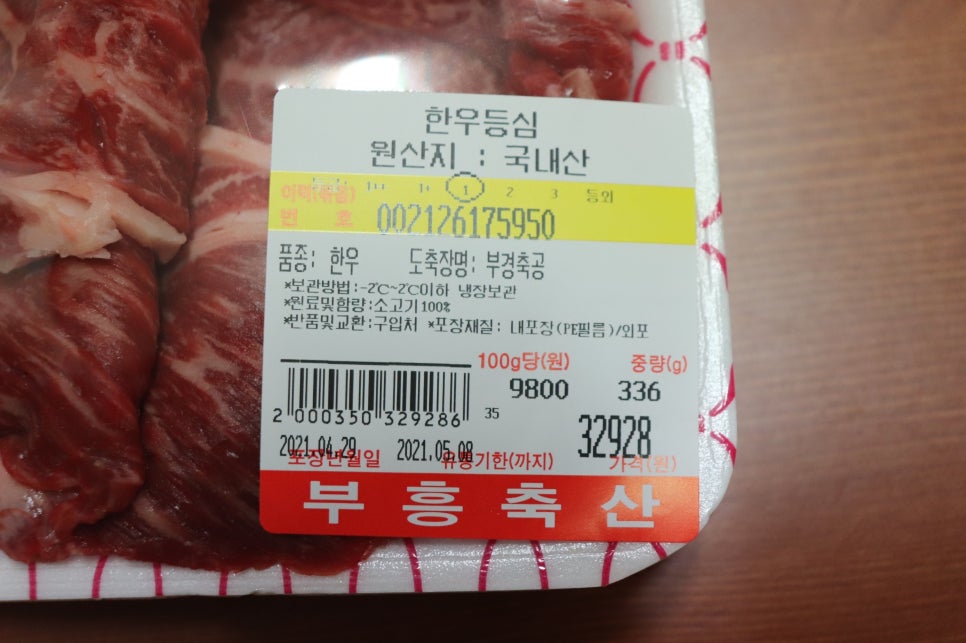 한우등심
원산지 : 국내산
1++ 1+ 1 2 3 등외
번 호 002126175950
품종: 한우 도축장명: 부경축공
*보관방법:-2℃~2℃이하 냉장보관
*원료및함량:소고기100%
*반품및교환:구입처 *포장재질: 내포장(PE필름)/외포
100g당(원) 중량(g)
9800 336
2 000350 329286 35
32928
2021.04.29 2021.05.08
포장년월일 유통기한(까지) 가격(원)
부흥축산